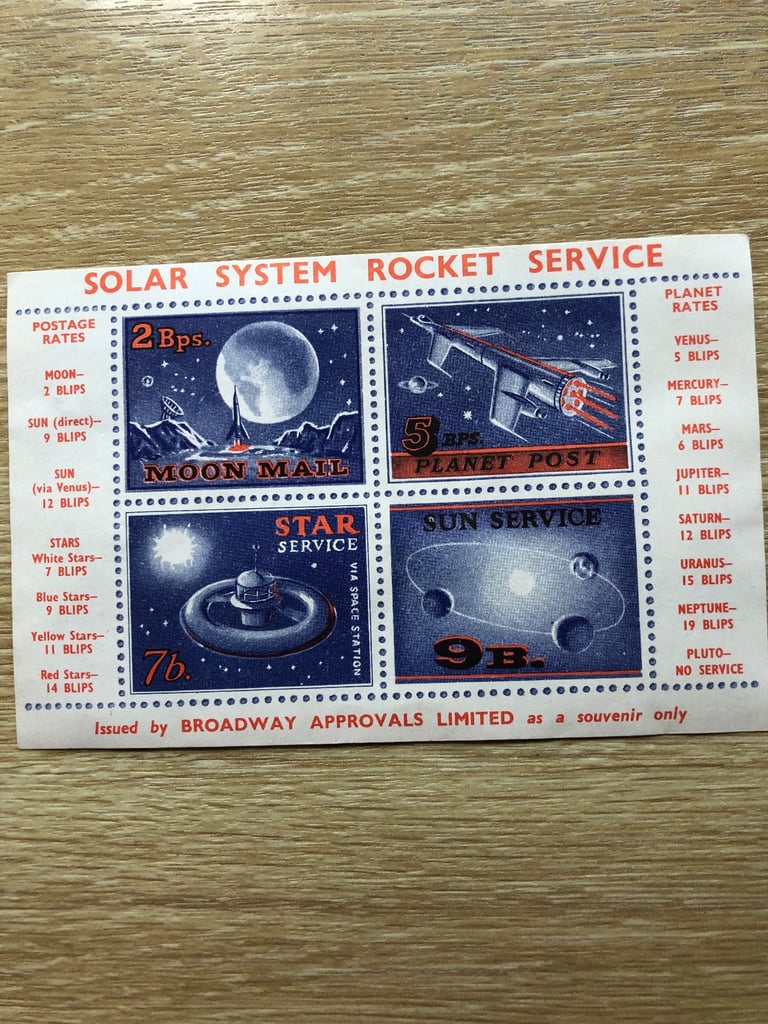 SOLAR SYSTEM ROCKET SERVICE
POSTAGE
RATES
MOON—
2 BLIPS
SUN (direct)—
9 BLIPS
SUN
(via Venus)—
12 BLIPS
STARS
White Stars—
7 BLIPS
Blue Stars—
9 BLIPS
Yellow Stars—
11 BLIPS
Red Stars—
14 BLIPS
2 Bps.
MOON MAIL
5 BPS.
PLANET POST
STAR
SERVICE
VIA SPACE STATION
7b.
SUN SERVICE
9B.
PLANET
RATES
VENUS—
5 BLIPS
MERCURY—
7 BLIPS
MARS—
6 BLIPS
JUPITER—
11 BLIPS
SATURN—
12 BLIPS
URANUS—
15 BLIPS
NEPTUNE—
19 BLIPS
PLUTO—
NO SERVICE
Issued by BROADWAY APPROVALS LIMITED as a souvenir only